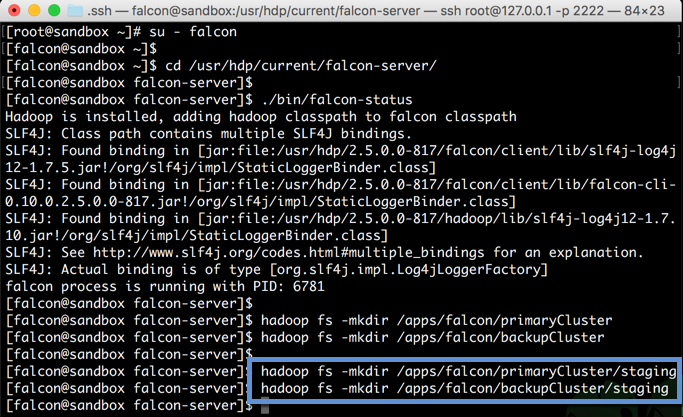 .ssh — falcon@sandbox:/usr/hdp/current/falcon-server — ssh root@127.0.0.1 -p 2222 — 84×23
[[root@sandbox ~]# su - falcon
[[falcon@sandbox ~]$
[[falcon@sandbox ~]$ cd /usr/hdp/current/falcon-server/
[[falcon@sandbox falcon-server]$
[[falcon@sandbox falcon-server]$ ./bin/falcon-status
Hadoop is installed, adding hadoop classpath to falcon classpath
SLF4J: Class path contains multiple SLF4J bindings.
SLF4J: Found binding in [jar:file:/usr/hdp/2.5.0.0-817/falcon/client/lib/slf4j-log4j
12-1.7.5.jar!/org/slf4j/impl/StaticLoggerBinder.class]
SLF4J: Found binding in [jar:file:/usr/hdp/2.5.0.0-817/falcon/client/lib/falcon-cli-
0.10.0.2.5.0.0-817.jar!/org/slf4j/impl/StaticLoggerBinder.class]
SLF4J: Found binding in [jar:file:/usr/hdp/2.5.0.0-817/hadoop/lib/slf4j-log4j12-1.7.
10.jar!/org/slf4j/impl/StaticLoggerBinder.class]
SLF4J: See http://www.slf4j.org/codes.html#multiple_bindings for an explanation.
SLF4J: Actual binding is of type [org.slf4j.impl.Log4jLoggerFactory]
falcon process is running with PID: 6781
[[falcon@sandbox falcon-server]$
[[falcon@sandbox falcon-server]$ hadoop fs -mkdir /apps/falcon/primaryCluster
[[falcon@sandbox falcon-server]$ hadoop fs -mkdir /apps/falcon/backupCluster
[[falcon@sandbox falcon-server]$
[[falcon@sandbox falcon-server]$ hadoop fs -mkdir /apps/falcon/primaryCluster/staging
[[falcon@sandbox falcon-server]$ hadoop fs -mkdir /apps/falcon/backupCluster/staging
[falcon@sandbox falcon-server]$